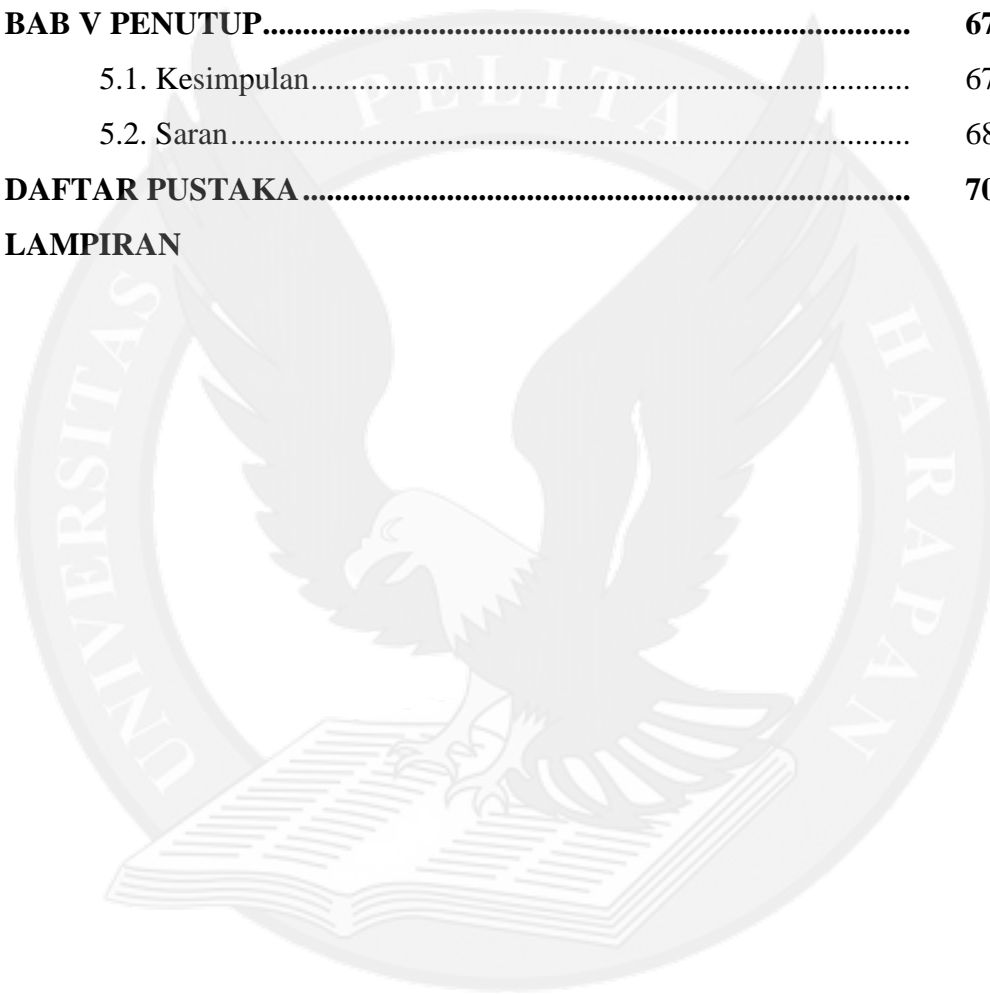 BAB V PENUTUP.................................................................................. 67
5.1. Kesimpulan............................................................................ 67
5.2. Saran...................................................................................... 68
DAFTAR PUSTAKA............................................................................. 70
LAMPIRAN
UNIVERSITAS PELITA HARAPAN